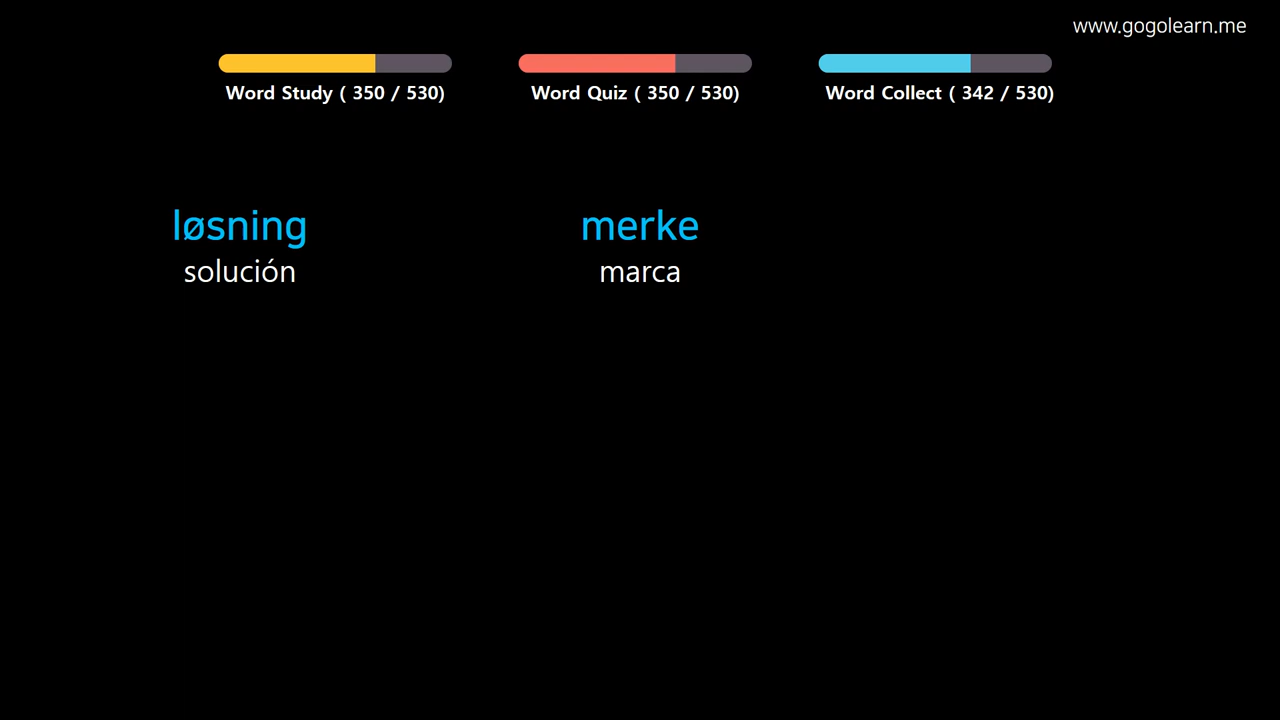 www.gogolearn.me
Word Study ( 350 / 530)
Word Quiz ( 350 / 530)
Word Collect ( 342 / 530)
løsning
solución
merke
marca